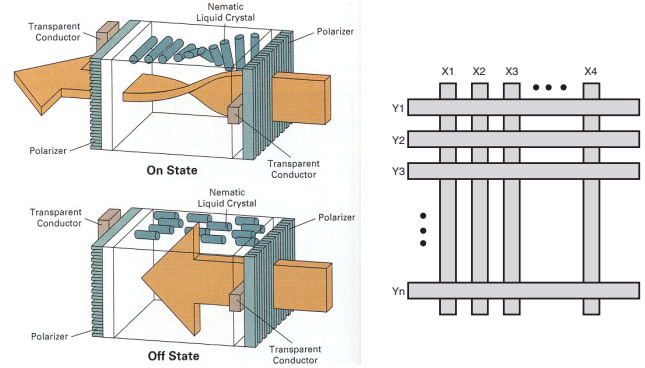 Nematic
Liquid Crystal
Transparent
Conductor
Polarizer
Polarizer
Transparent
Conductor
On State
Nematic
Liquid Crystal
Transparent
Conductor
Polarizer
Polarizer
Transparent
Conductor
Off State
X1 X2 X3 X4
Y1
Y2
Y3
Yn